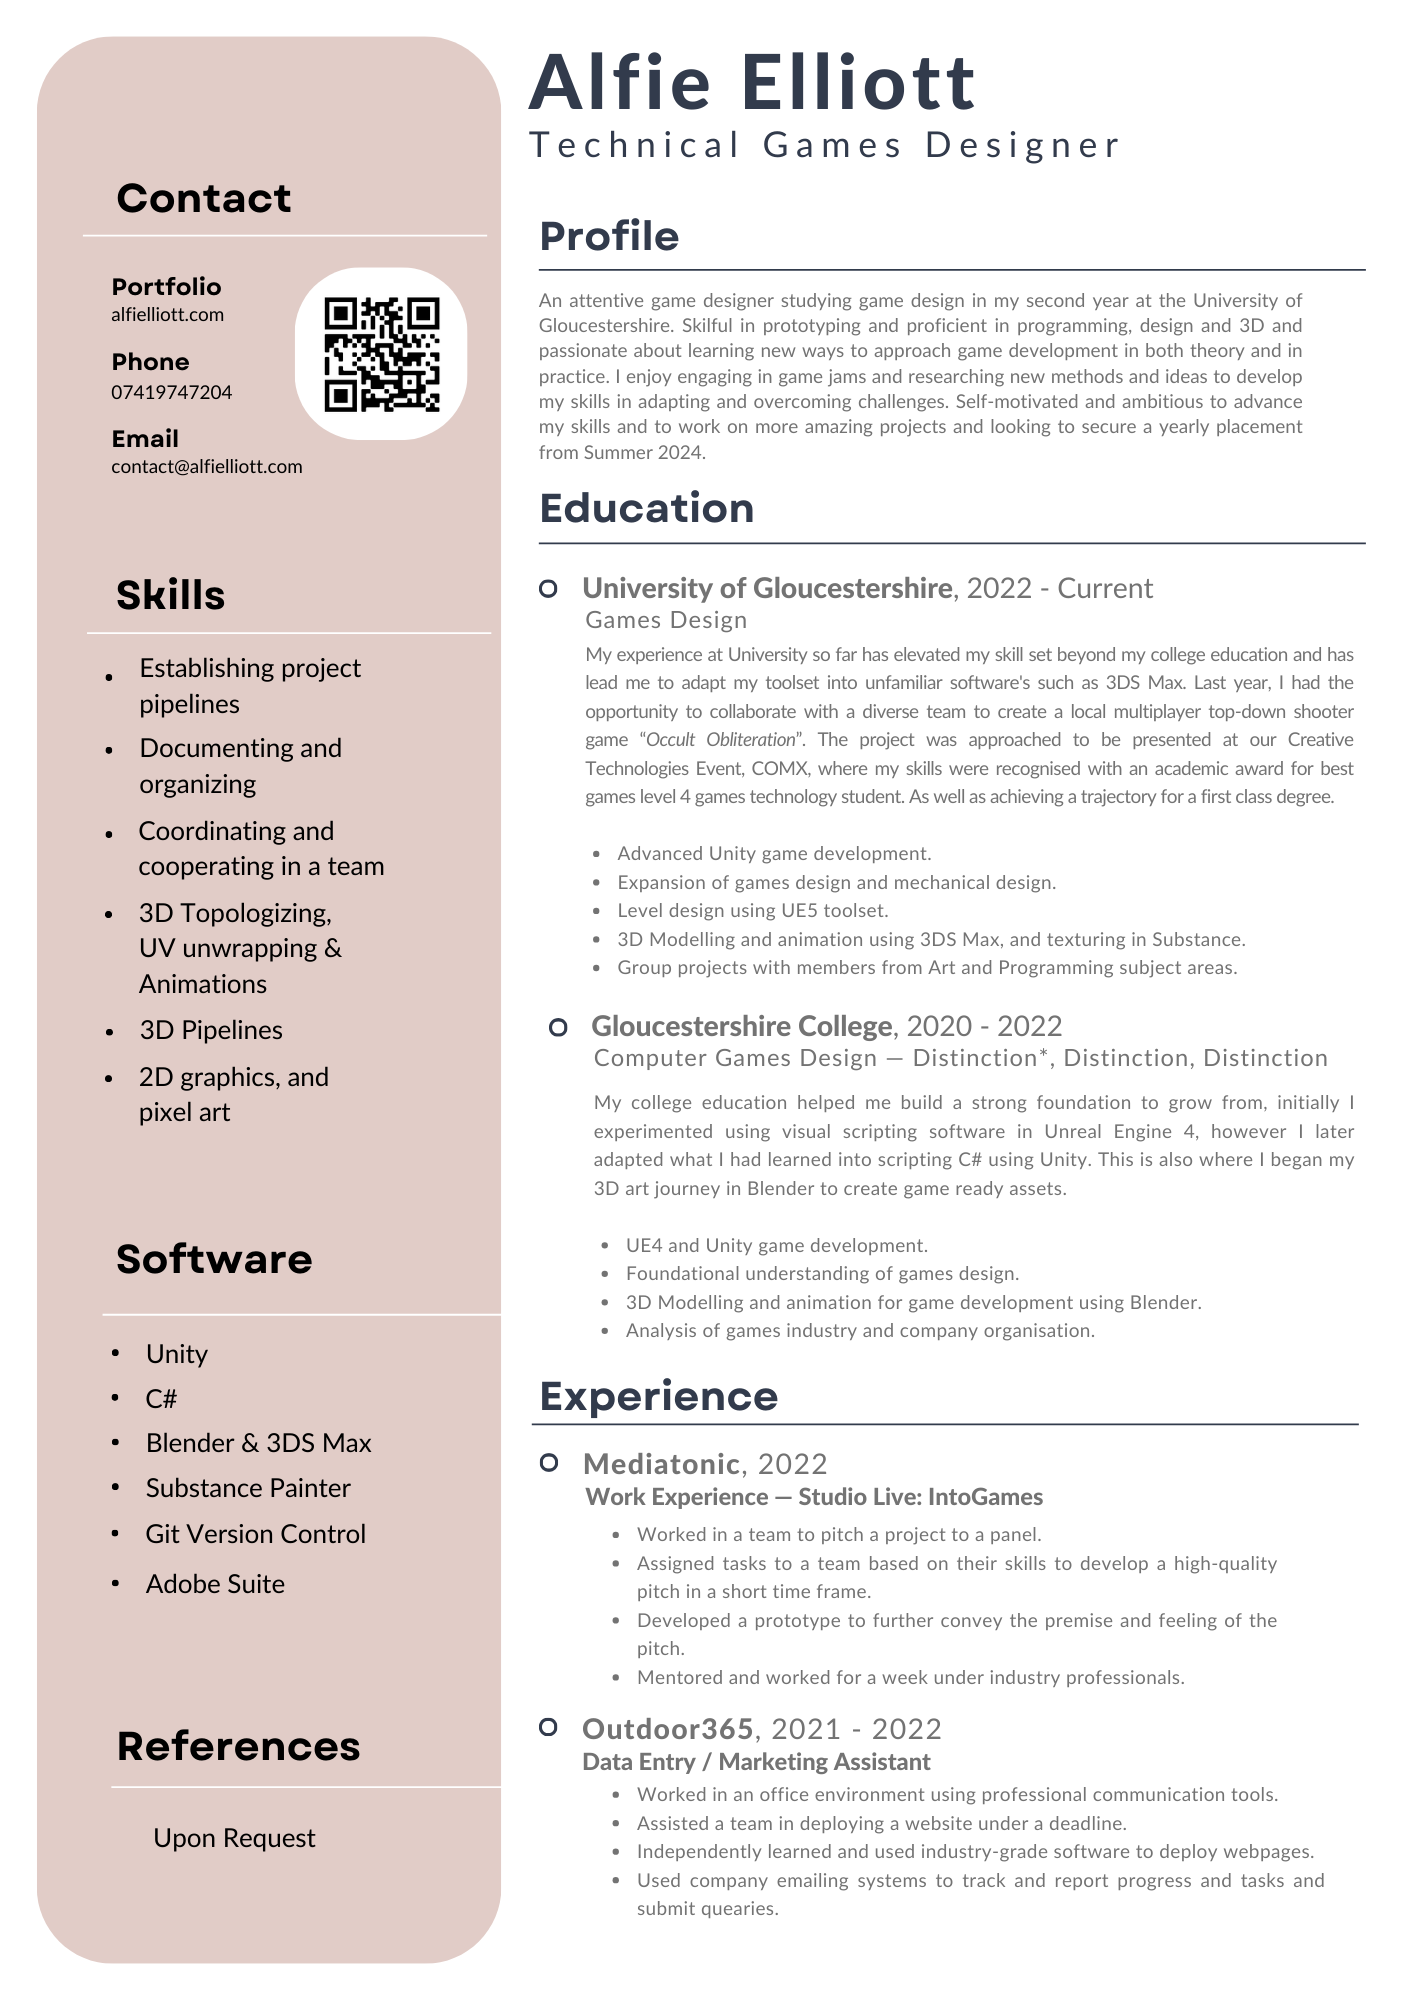 Alfie Elliott
Technical Games Designer
Contact
Portfolio
alfielliott.com
Phone
07419747204
Email
contact@alfielliott.com
Skills
• Establishing project
pipelines
• Documenting and
organizing
• Coordinating and
cooperating in a team
• 3D Topologizing,
UV unwrapping &
Animations
• 3D Pipelines
• 2D graphics, and
pixel art
Software
• Unity
• C#
• Blender & 3DS Max
• Substance Painter
• Git Version Control
• Adobe Suite
References
Upon Request
Profile
An attentive game designer studying game design in my second year at the University of
Gloucestershire. Skilful in prototyping and proficient in programming, design and 3D and
passionate about learning new ways to approach game development in both theory and in
practice. I enjoy engaging in game jams and researching new methods and ideas to develop
my skills in adapting and overcoming challenges. Self-motivated and ambitious to advance
my skills and to work on more amazing projects and looking to secure a yearly placement
from Summer 2024.
Education
University of Gloucestershire, 2022 - Current
Games Design
My experience at University so far has elevated my skill set beyond my college education and has
lead me to adapt my toolset into unfamiliar software's such as 3DS Max. Last year, I had the
opportunity to collaborate with a diverse team to create a local multiplayer top-down shooter
game “Occult Obliteration”. The project was approached to be presented at our Creative
Technologies Event, COMX, where my skills were recognised with an academic award for best
games level 4 games technology student. As well as achieving a trajectory for a first class degree.
• Advanced Unity game development.
• Expansion of games design and mechanical design.
• Level design using UE5 toolset.
• 3D Modelling and animation using 3DS Max, and texturing in Substance.
• Group projects with members from Art and Programming subject areas.
Gloucestershire College, 2020 - 2022
Computer Games Design — Distinction*, Distinction, Distinction
My college education helped me build a strong foundation to grow from, initially I
experimented using visual scripting software in Unreal Engine 4, however I later
adapted what I had learned into scripting C# using Unity. This is also where I began my
3D art journey in Blender to create game ready assets.
• UE4 and Unity game development.
• Foundational understanding of games design.
• 3D Modelling and animation for game development using Blender.
• Analysis of games industry and company organisation.
Experience
Mediatonic, 2022
Work Experience — Studio Live: IntoGames
• Worked in a team to pitch a project to a panel.
• Assigned tasks to a team based on their skills to develop a high-quality
pitch in a short time frame.
• Developed a prototype to further convey the premise and feeling of the
pitch.
• Mentored and worked for a week under industry professionals.
Outdoor365, 2021 - 2022
Data Entry / Marketing Assistant
• Worked in an office environment using professional communication tools.
• Assisted a team in deploying a website under a deadline.
• Independently learned and used industry-grade software to deploy webpages.
• Used company emailing systems to track and report progress and tasks and
submit quearies.